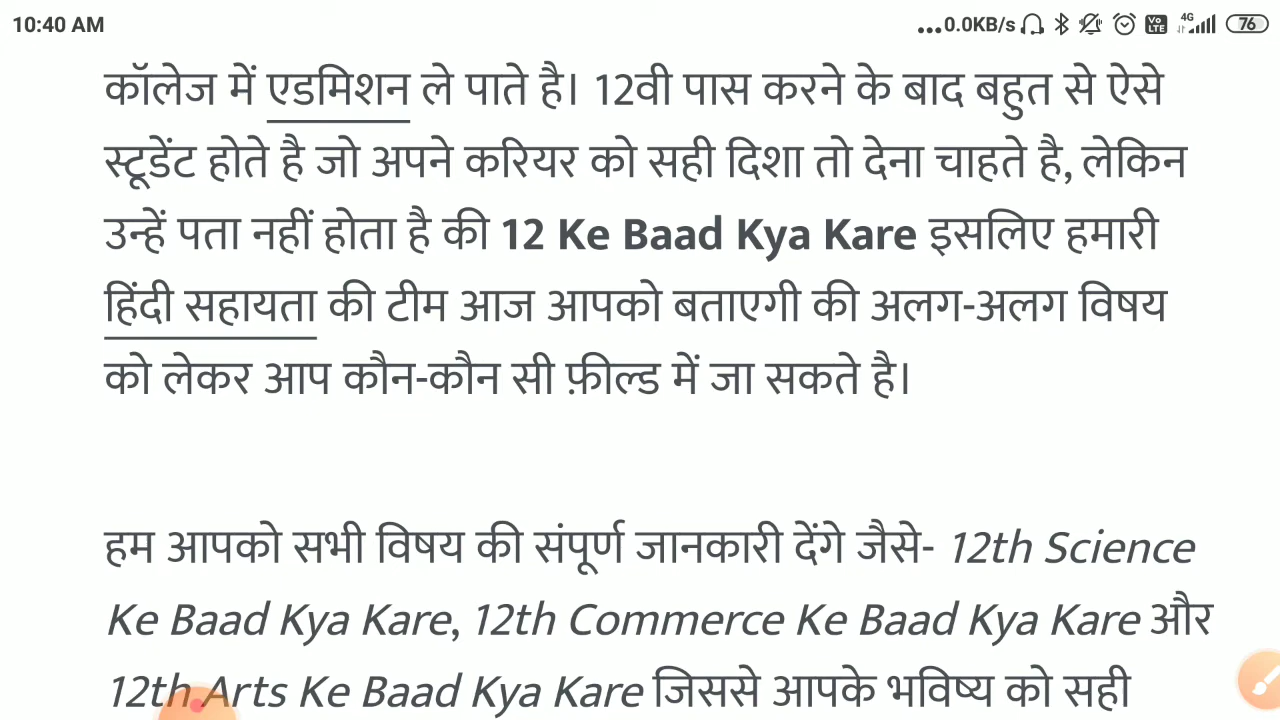 10:40 AM
...0.0KB/s Vo LTE 4G 76
कॉलेज में एडमिशन ले पाते है। 12वी पास करने के बाद बहुत से ऐसे
स्टूडेंट होते है जो अपने करियर को सही दिशा तो देना चाहते है, लेकिन
उन्हें पता नहीं होता है की 12 Ke Baad Kya Kare इसलिए हमारी
हिंदी सहायता की टीम आज आपको बताएगी की अलग-अलग विषय
को लेकर आप कौन-कौन सी फ़ील्ड में जा सकते है।
हम आपको सभी विषय की संपूर्ण जानकारी देंगे जैसे- 12th Science
Ke Baad Kya Kare, 12th Commerce Ke Baad Kya Kare और
12th Arts Ke Baad Kya Kare जिससे आपके भविष्य को सही